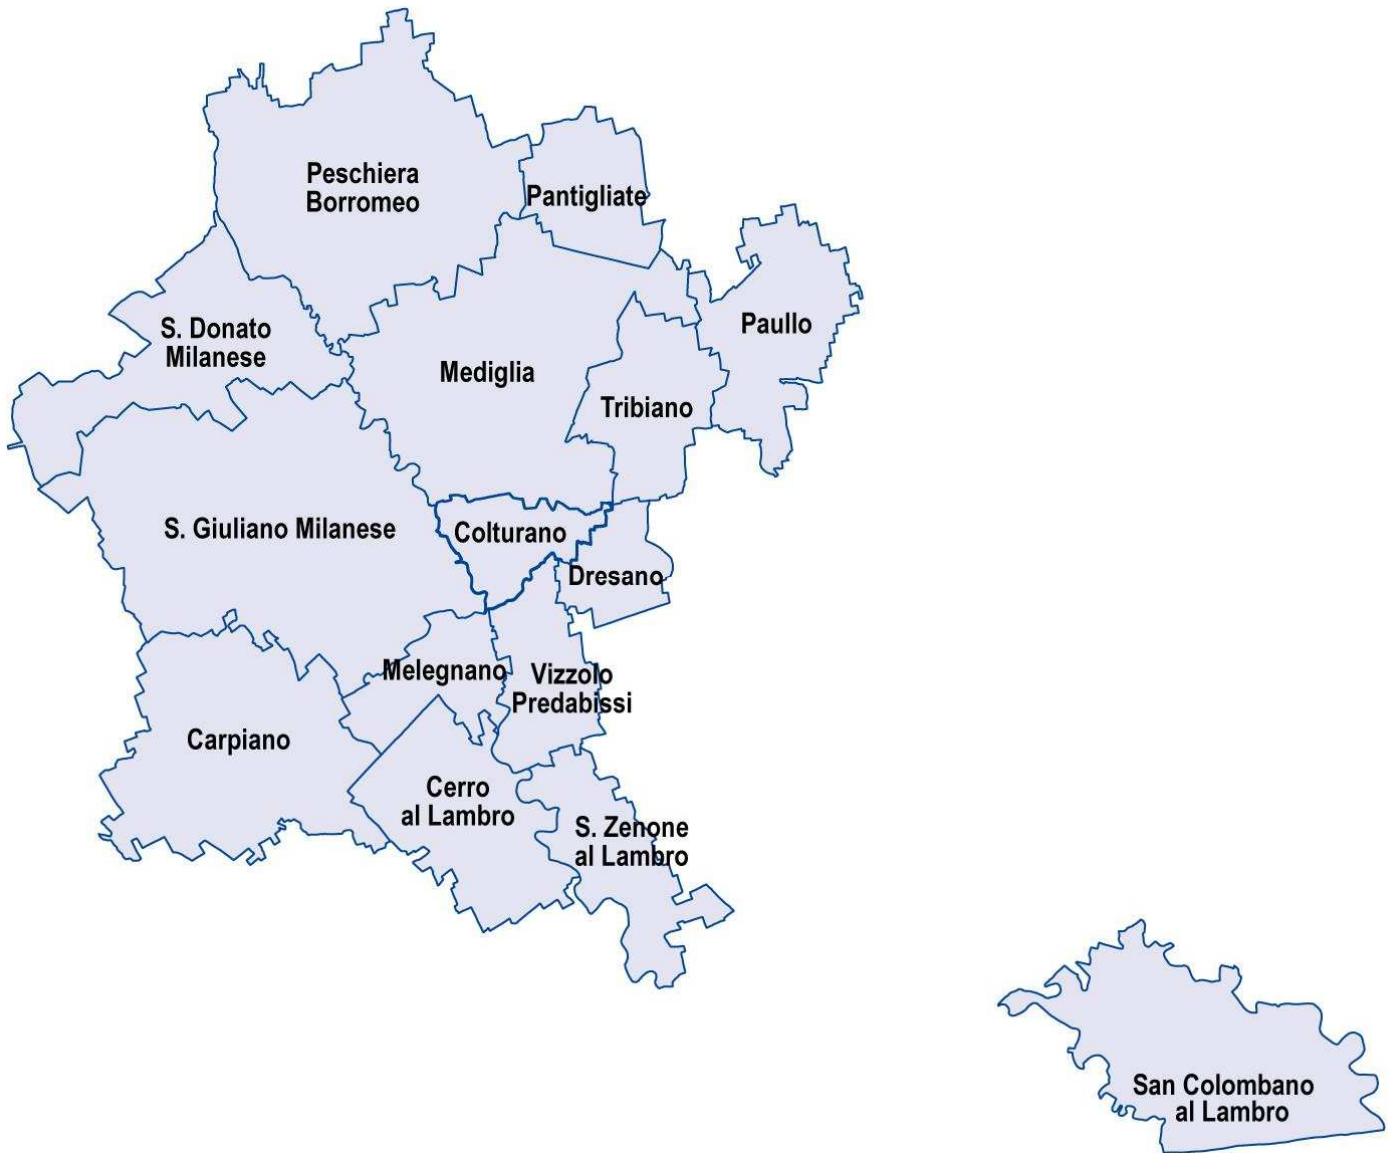 Peschiera
Borromeo
Pantigliate
S. Donato
Milanese
Paullo
Mediglia
Tribiano
S. Giuliano Milanese
Colturano
Dresano
Melegnano
Vizzolo
Predabissi
Carpiano
Cerro
al Lambro
S. Zenone
al Lambro
San Colombano
al Lambro